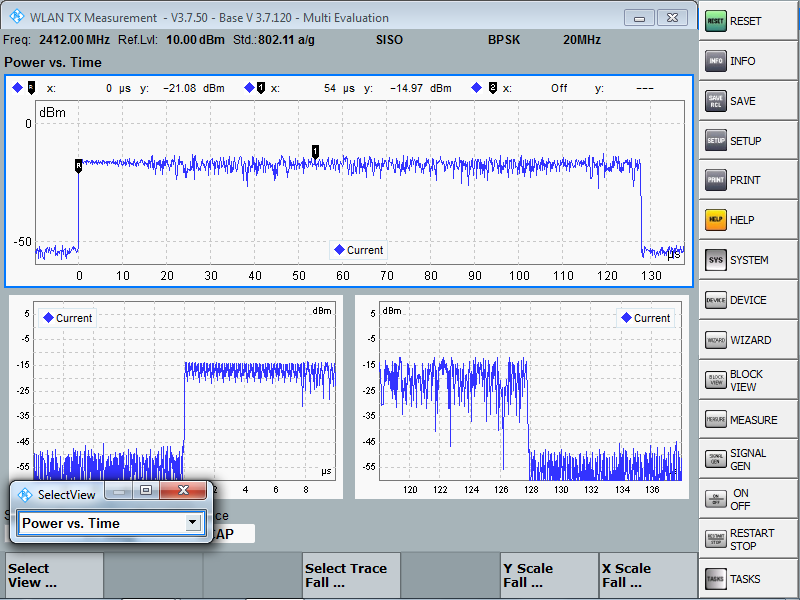 WLAN TX Measurement - V3.7.50 - Base V 3.7.120 - Multi Evaluation
Freq: 2412.00 MHz Ref.Lvl: 10.00 dBm Std.: 802.11 a/g SISO BPSK 20MHz
Power vs. Time
R x: 0 µs y: −21.08 dBm 1 x: 54 µs y: −14.97 dBm 2 x: Off y: ---
dBm
0
1
R
-50
Current
µs
0 10 20 30 40 50 60 70 80 90 100 110 120 130
5
-5
-15
-25
-35
-45
-55
Current
dBm
µs
2 4 6 8
5
-5
-15
-25
-35
-45
-55
dBm
Current
120 122 124 126 128 130 132 134 136
SelectView
Power vs. Time
ce
AP
Select
View ...
Select Trace
Fall ...
Y Scale
Fall ...
X Scale
Fall ...
RESET RESET
INFO INFO
SAVE
RCL
SAVE
SETUP SETUP
PRINT PRINT
HELP HELP
SYS SYSTEM
DEVICE DEVICE
WIZARD WIZARD
BLOCK
VIEW
BLOCK
VIEW
MEASURE MEASURE
SIGNAL
GEN
SIGNAL
GEN
ON
OFF
ON
OFF
RESTART
STOP
RESTART
STOP
TASKS TASKS